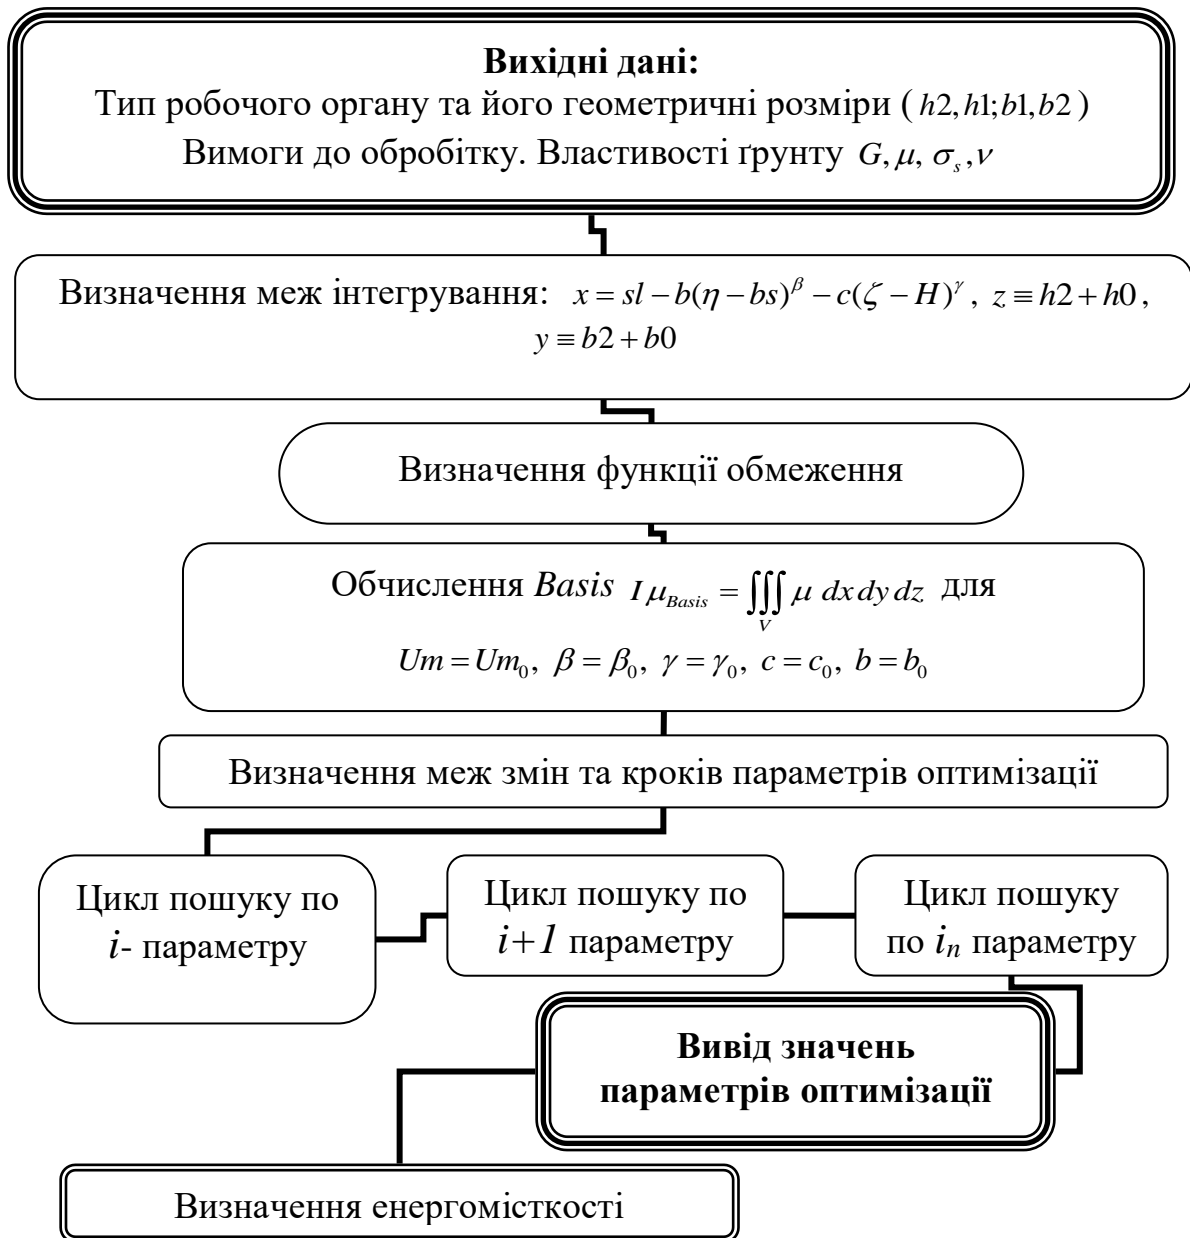 Вихідні дані:
Тип робочого органу та його геометричні розміри ( h2, h1; b1, b2 )
Вимоги до обробітку. Властивості ґрунту G, μ, σₛ, ν
Визначення меж інтегрування: x = sl − b(η − bs)^β − c(ζ − H)^γ, z ≡ h2 + h0,
y ≡ b2 + b0
Визначення функції обмеження
Обчислення Basis I μ_Basis = ∭_V μ dx dy dz для
Um = Um₀, β = β₀, γ = γ₀, c = c₀, b = b₀
Визначення меж змін та кроків параметрів оптимізації
Цикл пошуку по
i- параметру
Цикл пошуку по
i+1 параметру
Цикл пошуку
по iₙ параметру
Вивід значень
параметрів оптимізації
Визначення енергомісткості